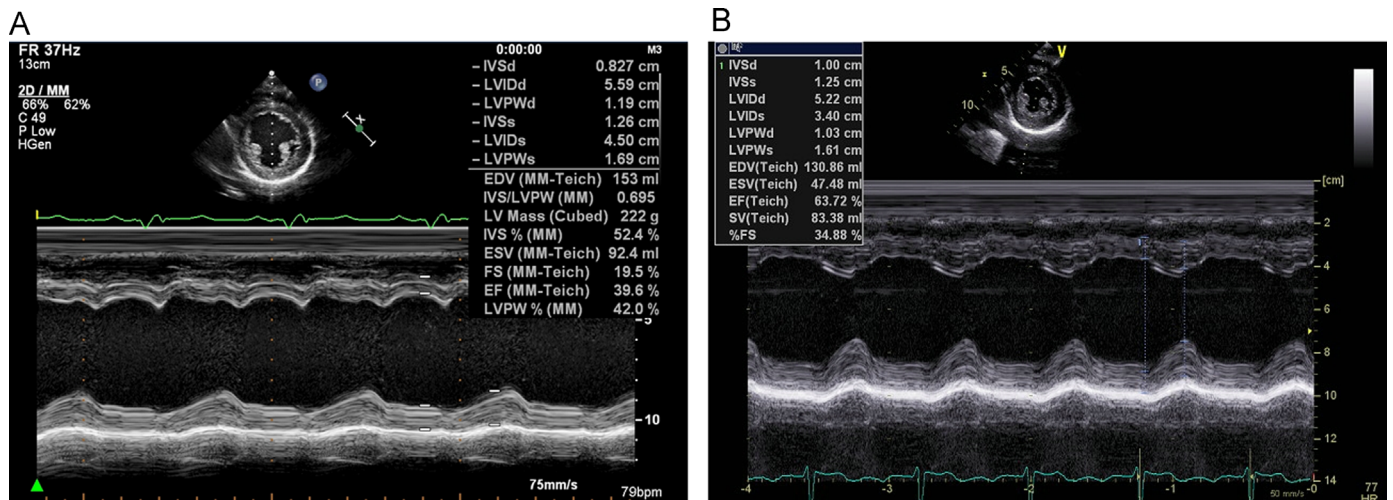 A
FR 37Hz
13cm
2D / MM
66% 62%
C 49
P Low
HGen
P
X
0:00:00
M3
IVSd 0.827 cm
LVIDd 5.59 cm
LVPWd 1.19 cm
IVSs 1.26 cm
LVIDs 4.50 cm
LVPWs 1.69 cm
EDV (MM-Teich) 153 ml
IVS/LVPW (MM) 0.695
LV Mass (Cubed) 222 g
IVS % (MM) 52.4 %
ESV (MM-Teich) 92.4 ml
FS (MM-Teich) 19.5 %
EF (MM-Teich) 39.6 %
LVPW % (MM) 42.0 %
5
10
75mm/s
79bpm
B
1 IVSd 1.00 cm
IVSs 1.25 cm
LVIDd 5.22 cm
LVIDs 3.40 cm
LVPWd 1.03 cm
LVPWs 1.61 cm
EDV(Teich) 130.86 ml
ESV(Teich) 47.48 ml
EF(Teich) 63.72 %
SV(Teich) 83.38 ml
%FS 34.88 %
V
5
10
[cm]
2
4
6
8
10
12
14
1
-4
-3
-2
-1
-0
50 mm/s
77
HR